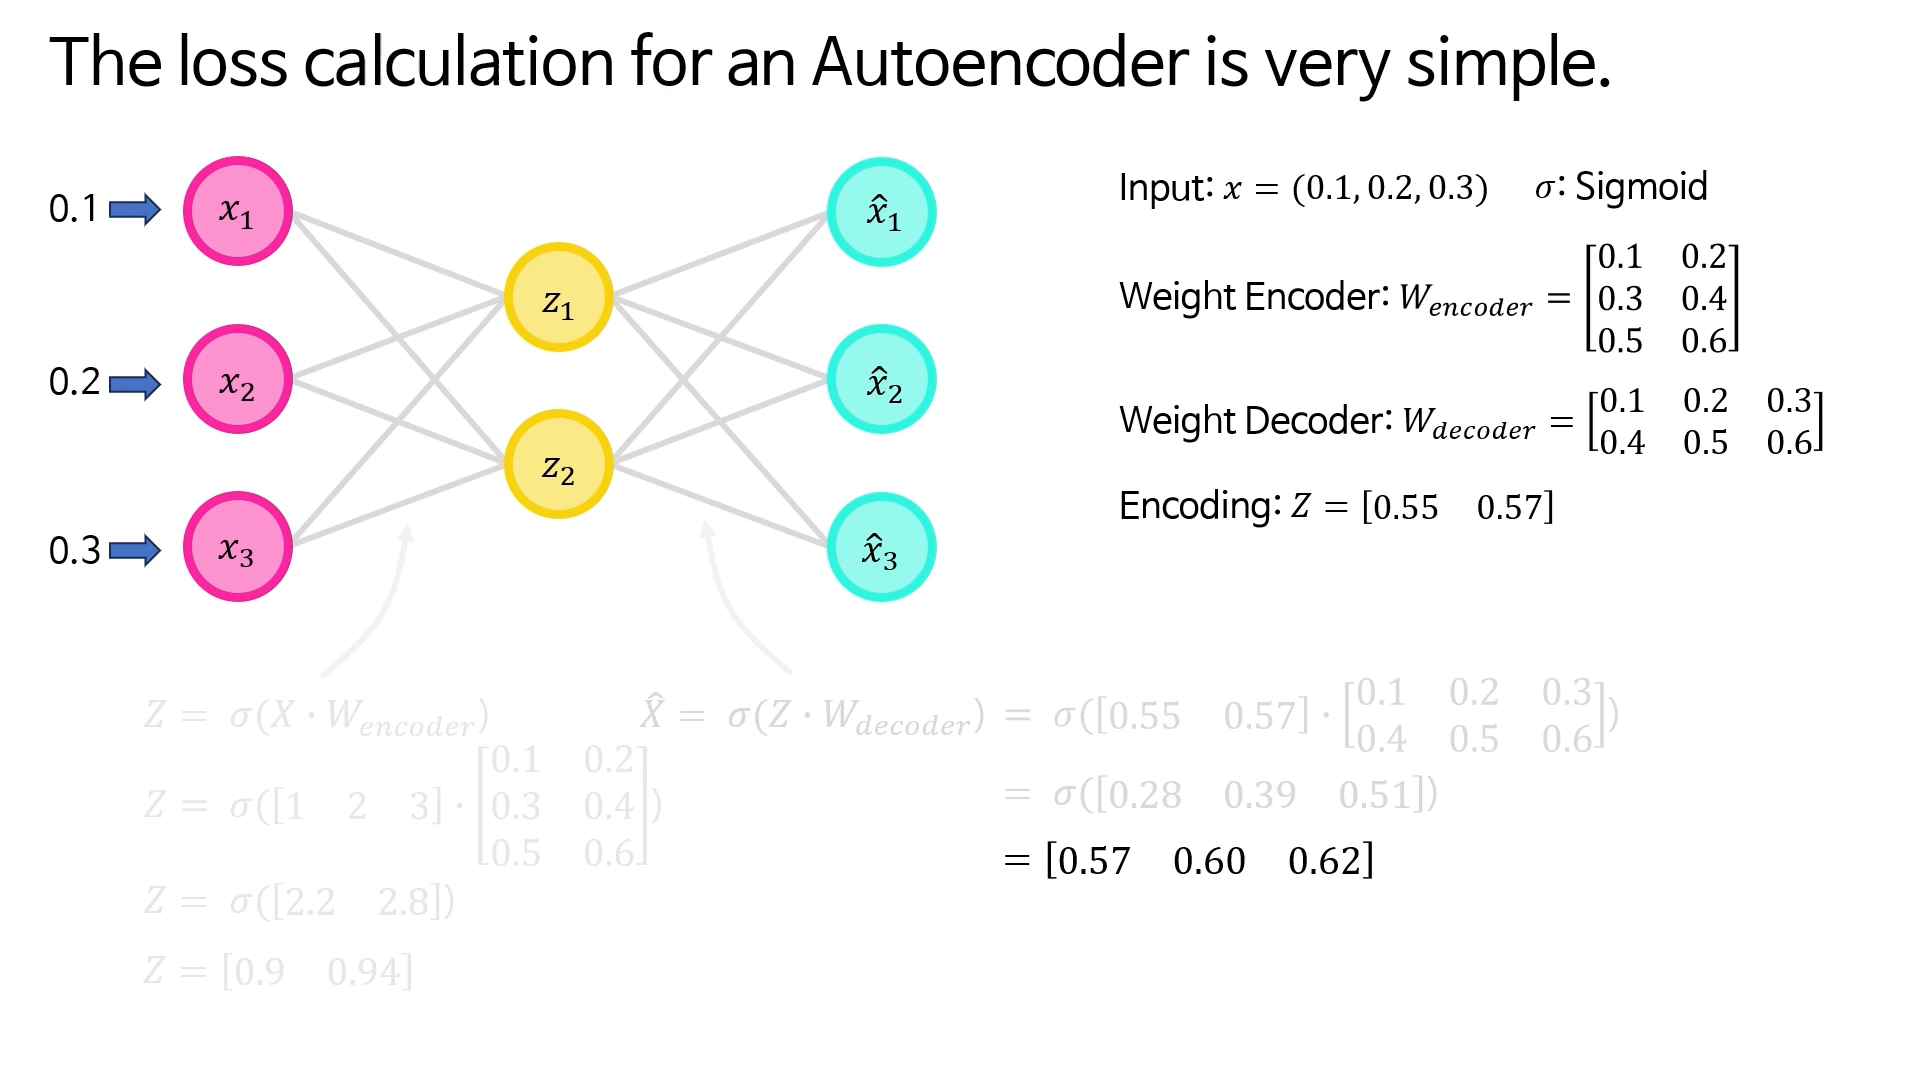 The loss calculation for an Autoencoder is very simple.
0.1 x₁
0.2 x₂
0.3 x₃
z₁
z₂
x̂₁
x̂₂
x̂₃
Input: x = (0.1, 0.2, 0.3) σ: Sigmoid
Weight Encoder: W_encoder = [0.1 0.2
0.3 0.4
0.5 0.6]
Weight Decoder: W_decoder = [0.1 0.2 0.3
0.4 0.5 0.6]
Encoding: Z = [0.55 0.57]
Z = σ(X · W_encoder)
Z = σ([1 2 3] · [0.1 0.2
0.3 0.4
0.5 0.6])
Z = σ([2.2 2.8])
Z = [0.9 0.94]
X̂ = σ(Z · W_decoder) = σ([0.55 0.57] · [0.1 0.2 0.3
0.4 0.5 0.6])
= σ([0.28 0.39 0.51])
= [0.57 0.60 0.62]